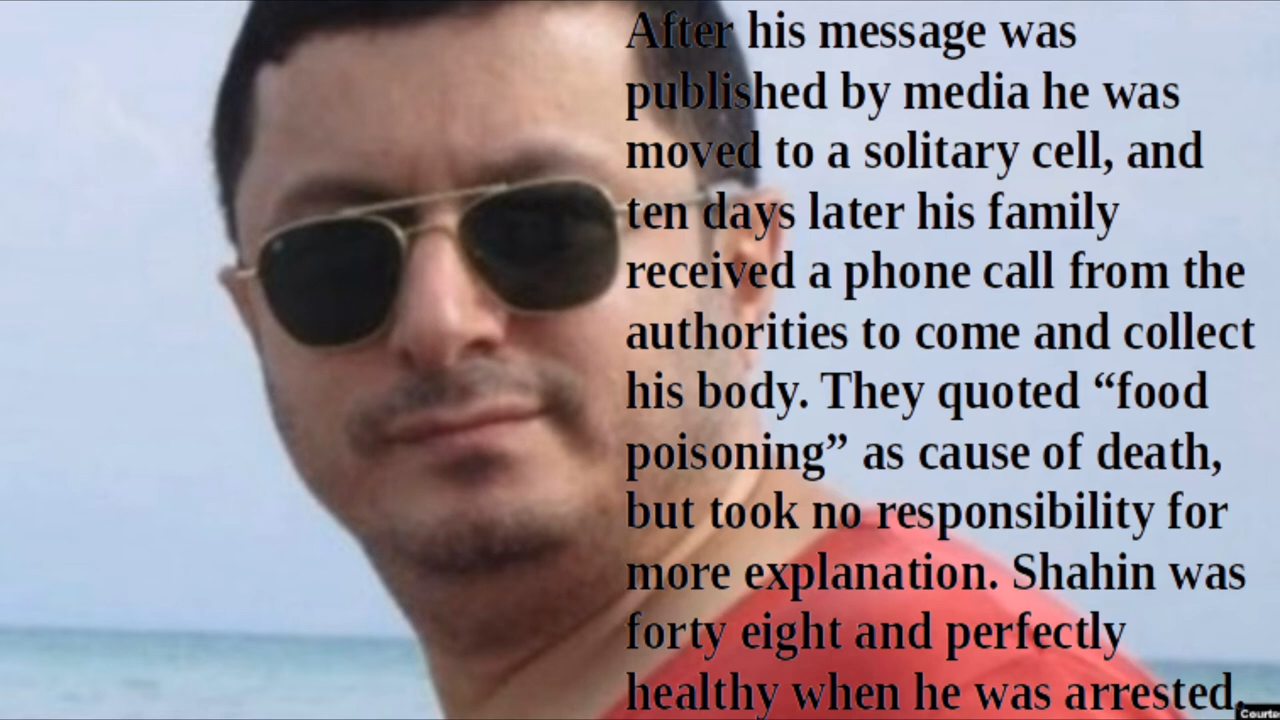 After his message was
published by media he was
moved to a solitary cell, and
ten days later his family
received a phone call from the
authorities to come and collect
his body. They quoted “food
poisoning” as cause of death,
but took no responsibility for
more explanation. Shahin was
forty eight and perfectly
healthy when he was arrested.